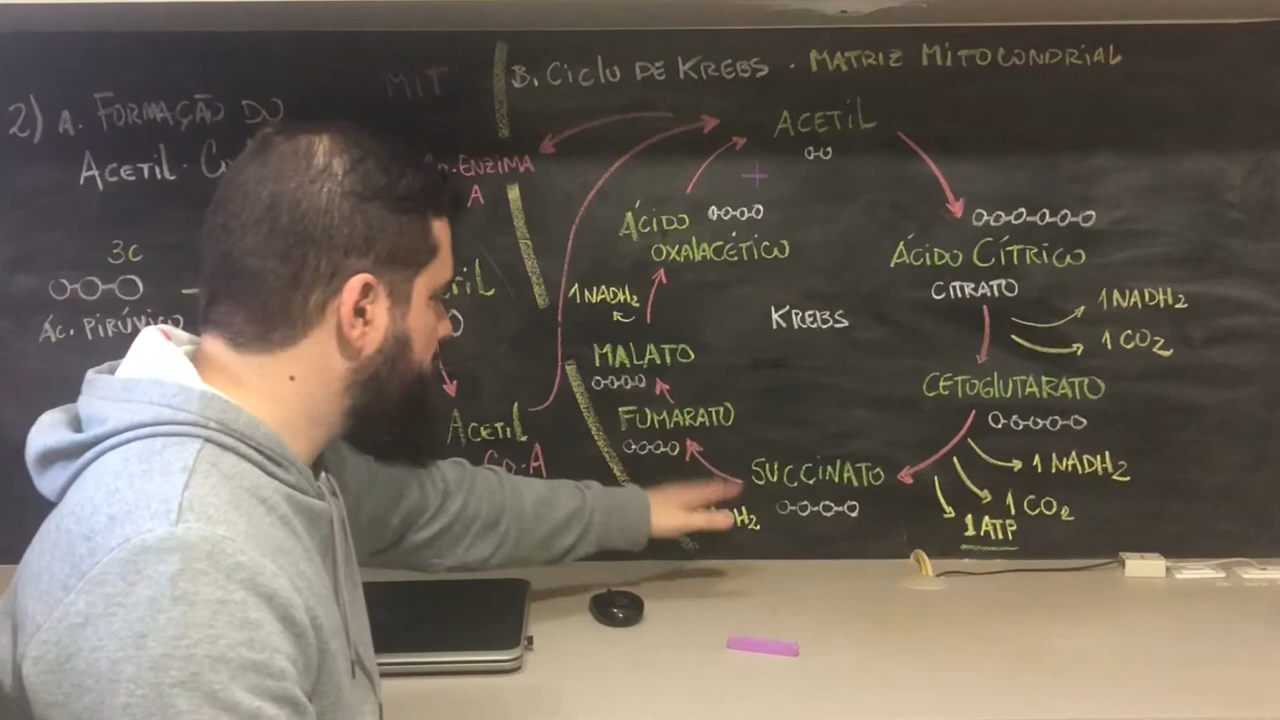 2) A. FORMAÇÃO DO
ACETIL-Co
3C
ÁC. PIRÚVICO
MIT
CO-ENZIMA
A
ACETIL
CO-A
B. CICLO DE KREBS. MATRIZ MITOCONDRIAL
ACETIL
ÁCIDO
OXALACÉTICO
ÁCIDO CÍTRICO
CITRATO
1 NADH₂
1 CO₂
KREBS
1 NADH₂
MALATO
FUMARATO
CETOGLUTARATO
SUCCINATO
1 NADH₂
1 CO₂
1 ATP